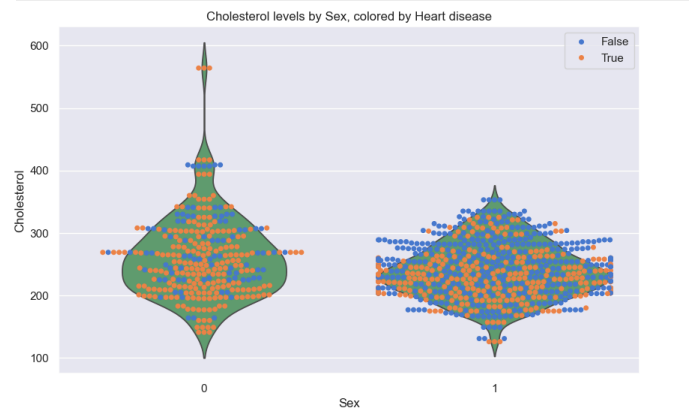 Cholesterol levels by Sex, colored by Heart disease
False
True
600
500
400
300
200
100
Cholesterol
0 1
Sex